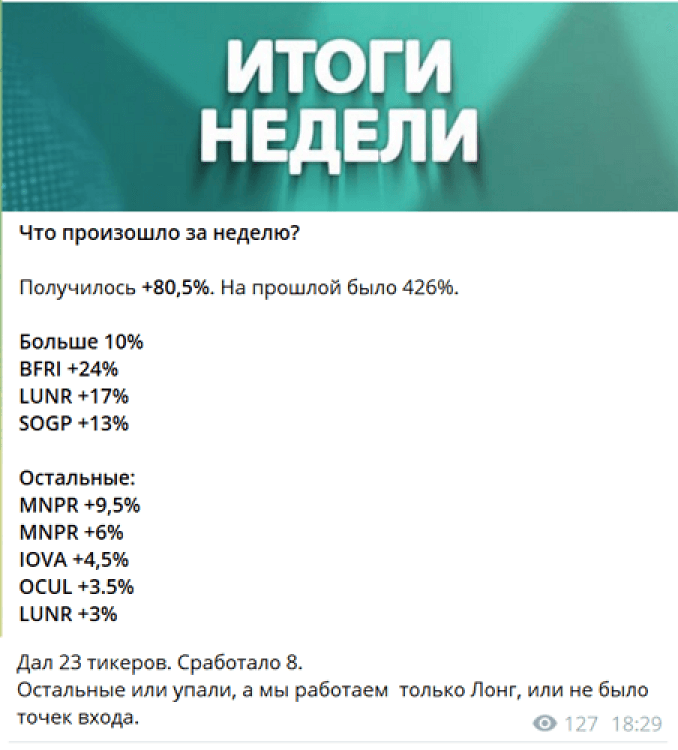 ИТОГИ
НЕДЕЛИ
Что произошло за неделю?
Получилось +80,5%. На прошлой было 426%.
Больше 10%
BFRI +24%
LUNR +17%
SOGP +13%
Остальные:
MNPR +9,5%
MNPR +6%
IOVA +4,5%
OCUL +3.5%
LUNR +3%
Дал 23 тикеров. Сработало 8.
Остальные или упали, а мы работаем только Лонг, или не было
точек входа.
127 18:29